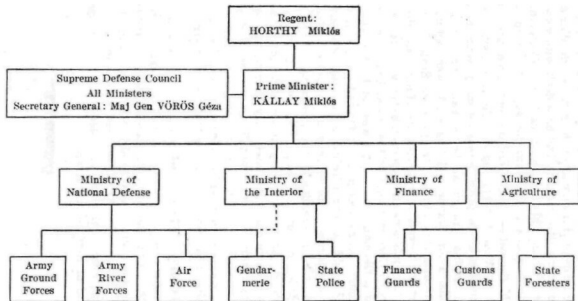 Regent:
HORTHY Miklós
Supreme Defense Council
All Ministers
Secretary General: Maj Gen VÖRÖS Géza
Prime Minister:
KÁLLAY Miklós
Ministry of
National Defense
Ministry of
the Interior
Ministry of
Finance
Ministry of
Agriculture
Army
Ground
Forces
Army
River
Forces
Air
Force
Gendar-
merie
State
Police
Finance
Guards
Customs
Guards
State
Foresters